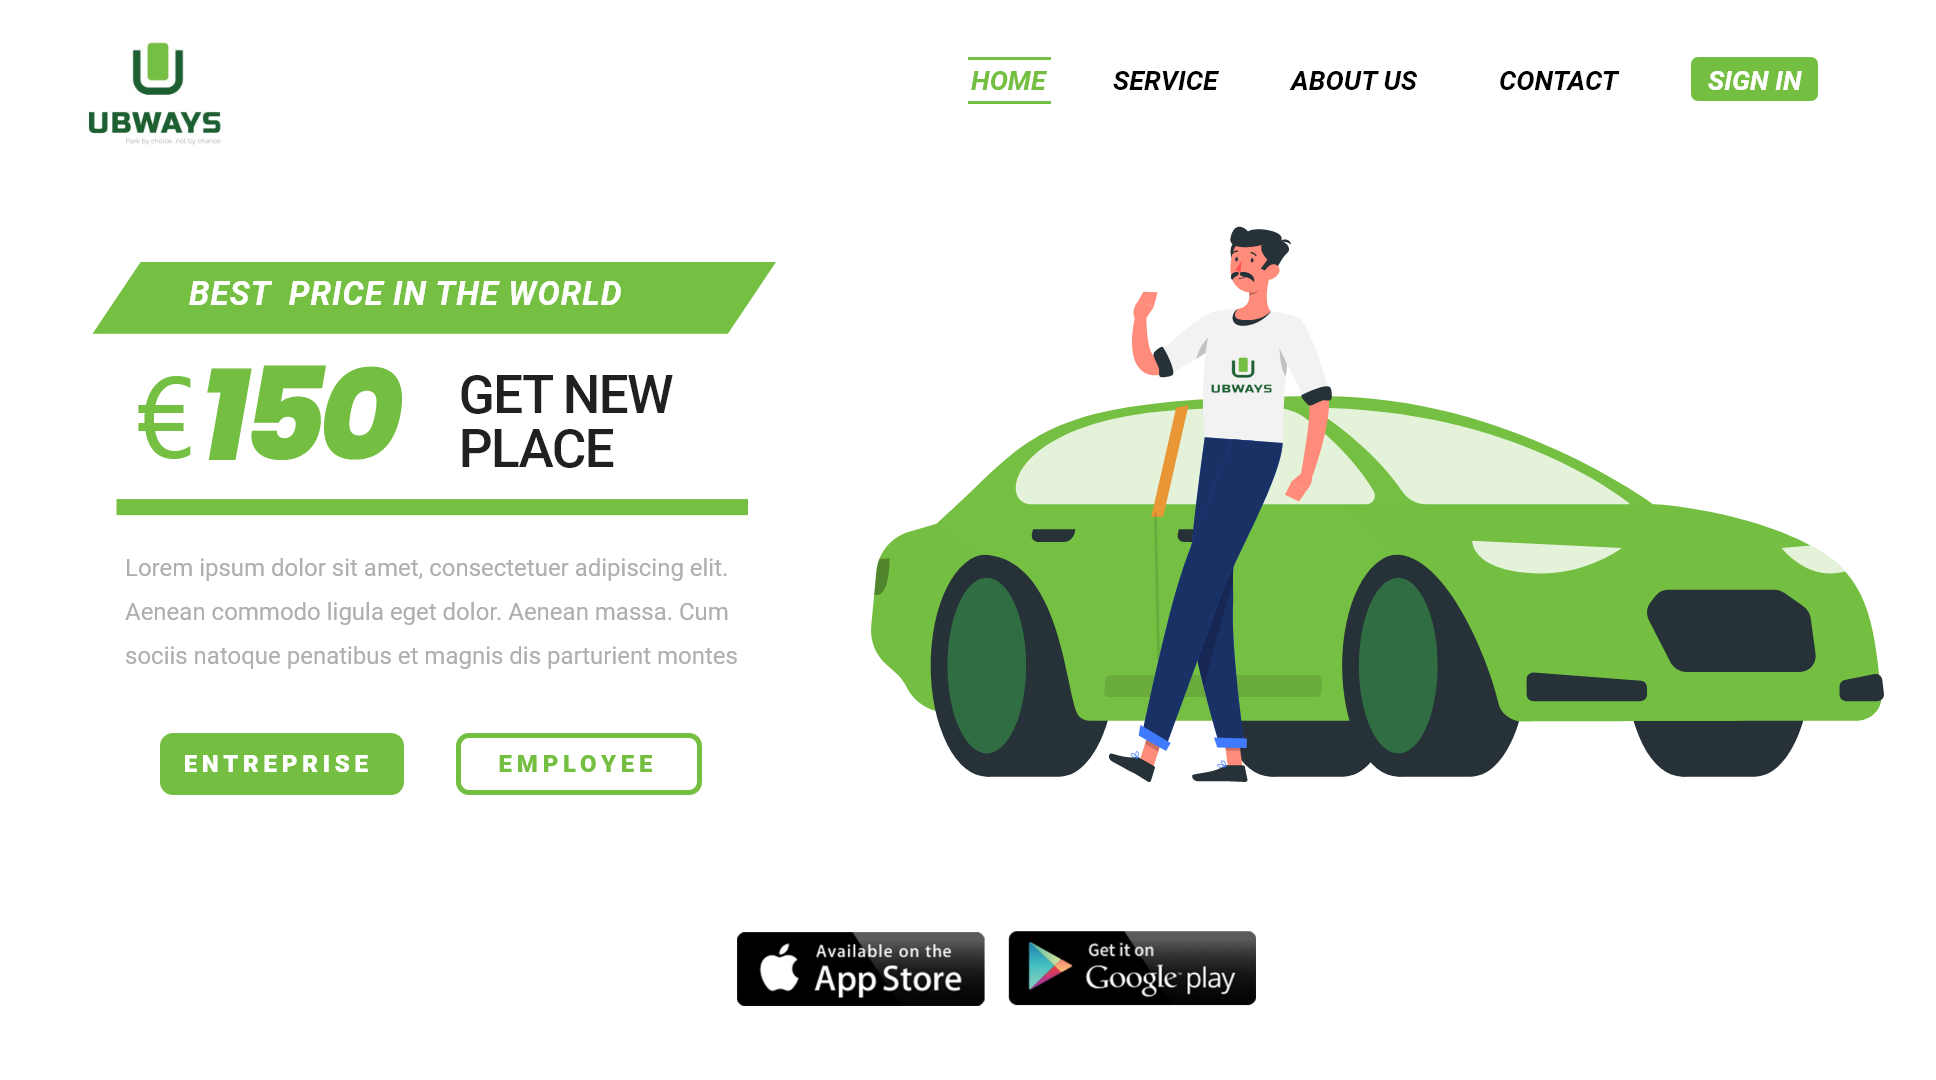 UBWAYS
Park by choice, not by chance
HOME SERVICE ABOUT US CONTACT SIGN IN
BEST PRICE IN THE WORLD
€150
GET NEW
PLACE
UBWAYS
Lorem ipsum dolor sit amet, consectetuer adipiscing elit.
Aenean commodo ligula eget dolor. Aenean massa. Cum
sociis natoque penatibus et magnis dis parturient montes
ENTREPRISE EMPLOYEE
Available on the
App Store
Get it on
Google play